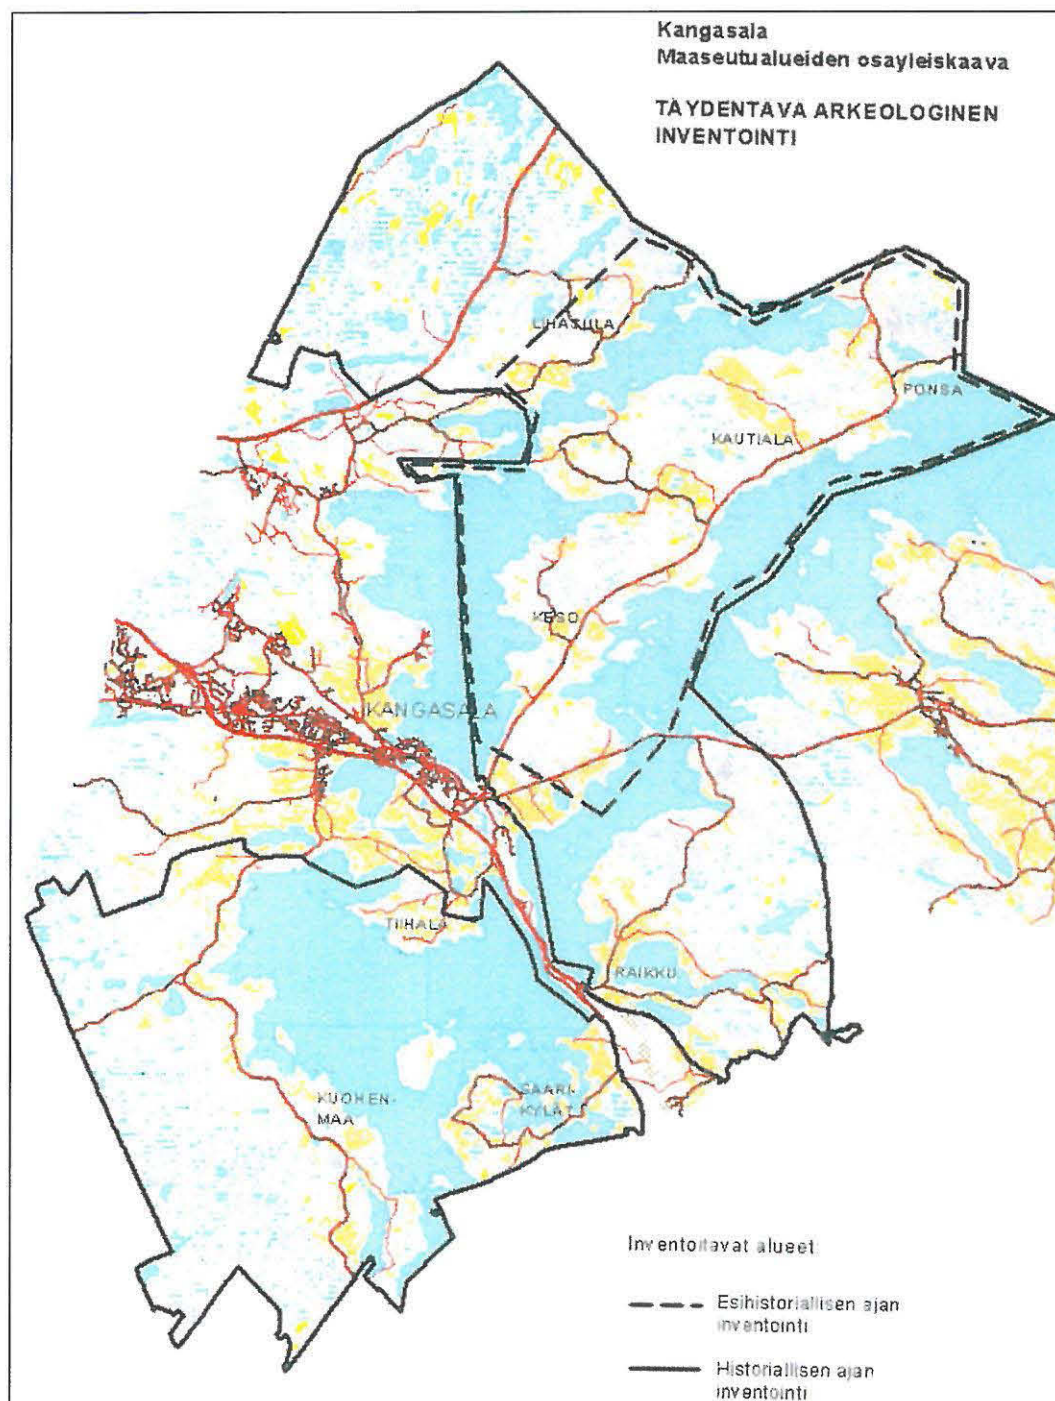 Kangasala
Maaseutualueiden osayleiskaava
TÄYDENTÄVÄ ARKEOLOGINEN
INVENTOINTI
LIHASULA
PONSA
KAUTIALA
KESO
KANGASALA
TIIHALA
RAIKKU
KUOHEN-
MAA
SAARI-
KYLÄT
Inventoitavat alueet
Esihistoriallisen ajan
inventointi
Historiallisen ajan
inventointi